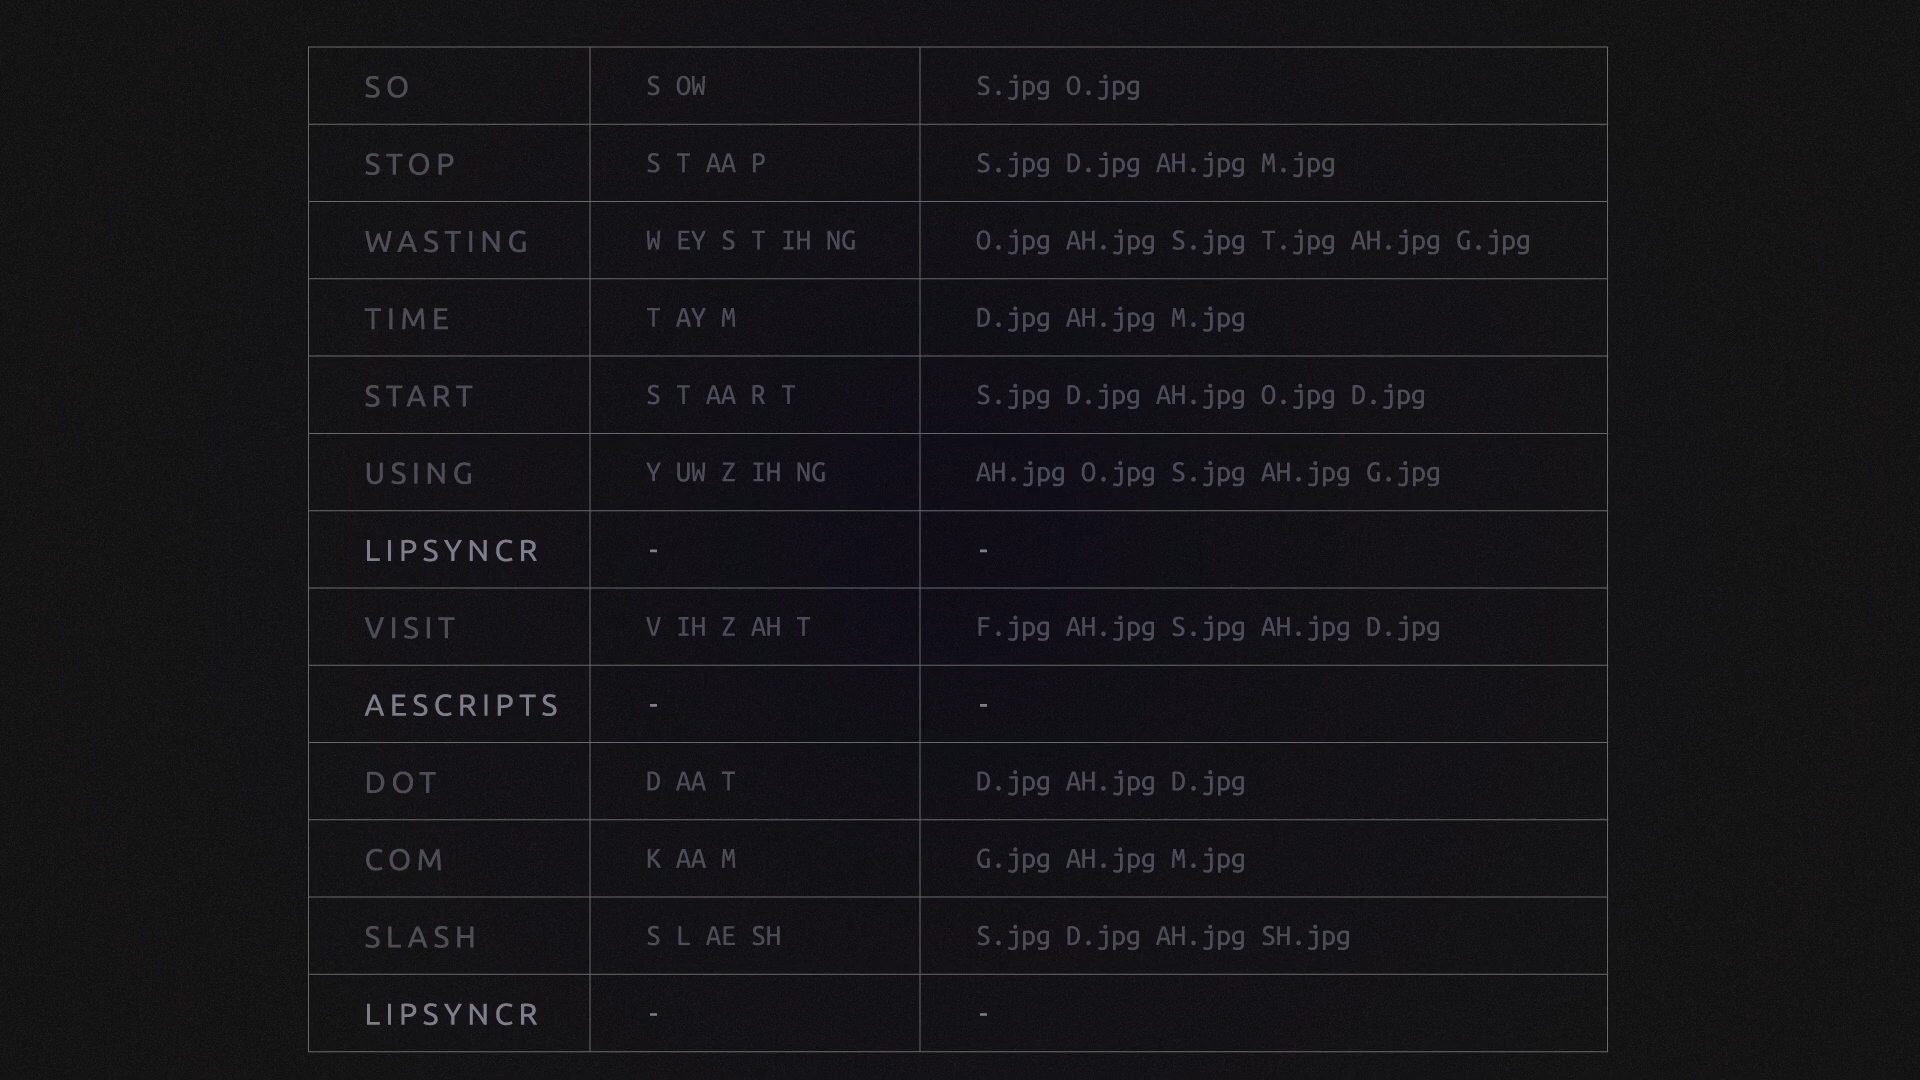 SO S OW S.jpg O.jpg
STOP S T AA P S.jpg D.jpg AH.jpg M.jpg
WASTING W EY S T IH NG O.jpg AH.jpg S.jpg T.jpg AH.jpg G.jpg
TIME T AY M D.jpg AH.jpg M.jpg
START S T AA R T S.jpg D.jpg AH.jpg O.jpg D.jpg
USING Y UW Z IH NG AH.jpg O.jpg S.jpg AH.jpg G.jpg
LIPSYNCR - -
VISIT V IH Z AH T F.jpg AH.jpg S.jpg AH.jpg D.jpg
AESCRIPTS - -
DOT D AA T D.jpg AH.jpg D.jpg
COM K AA M G.jpg AH.jpg M.jpg
SLASH S L AE SH S.jpg D.jpg AH.jpg SH.jpg
LIPSYNCR - -